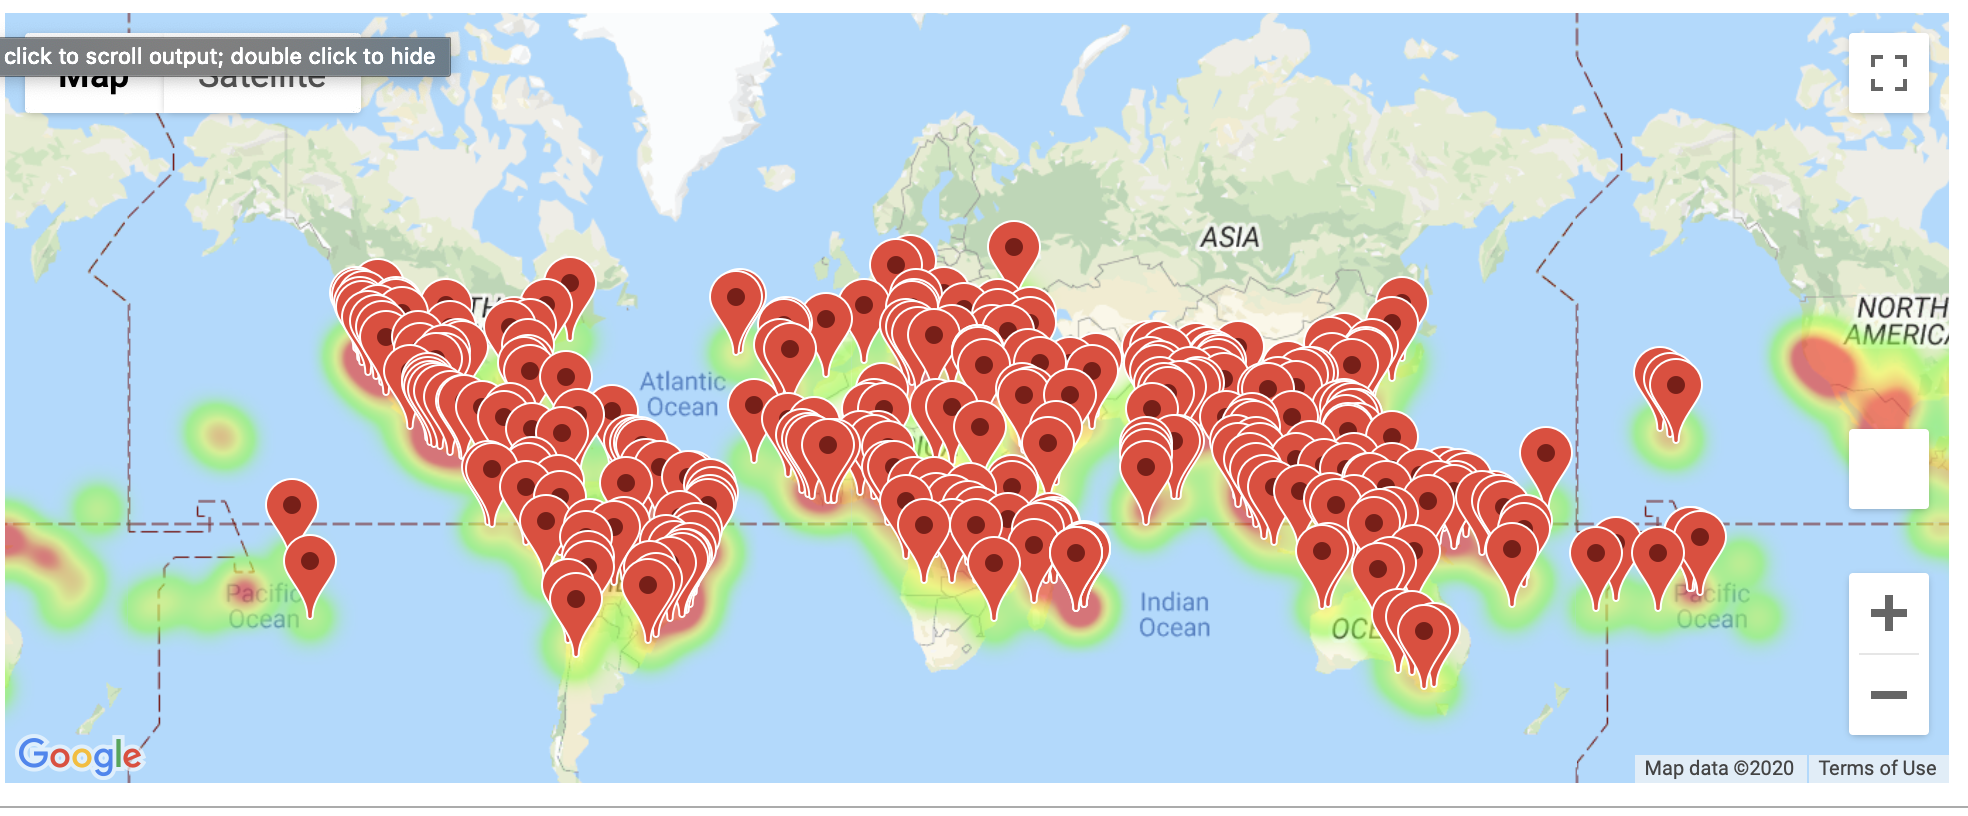 click to scroll output; double click to hide
Map
Satellite
ASIA
NORTH
AMERICA
Atlantic
Ocean
Indian
Ocean
Pacific
Ocean
Pacific
Ocean
Google
Map data ©2020
Terms of Use